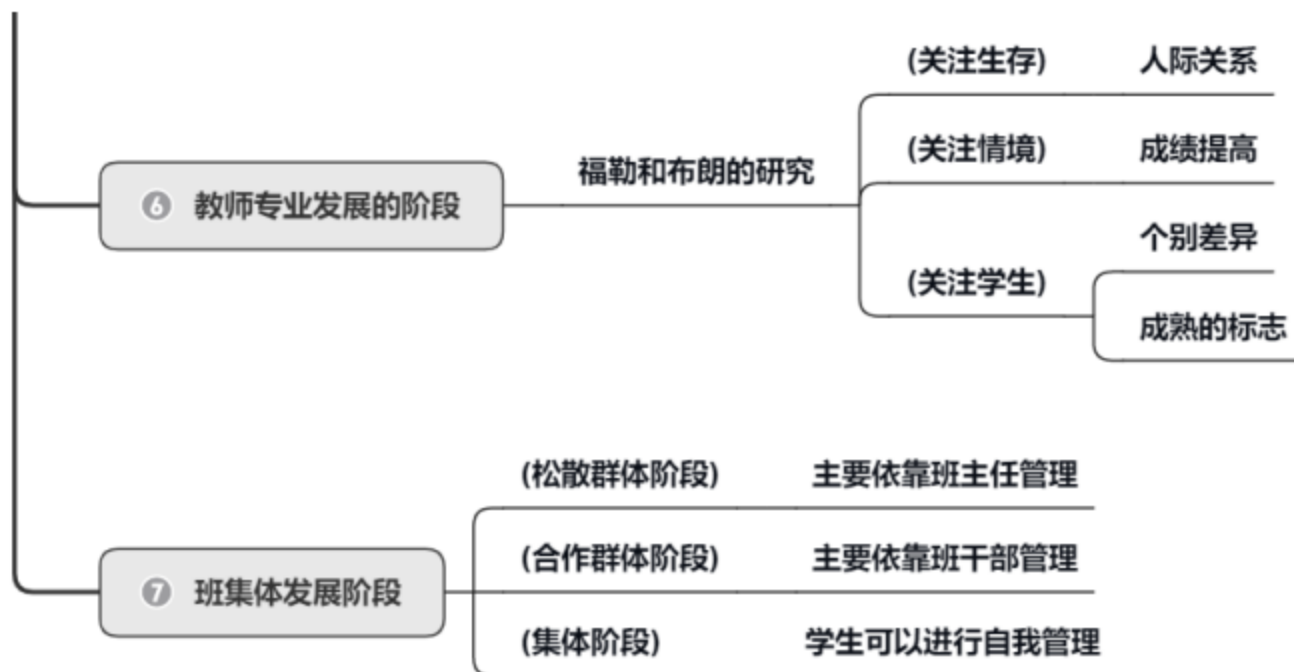 (关注生存) 人际关系
(关注情境) 成绩提高
福勒和布朗的研究
6 教师专业发展的阶段
个别差异
(关注学生)
成熟的标志
(松散群体阶段) 主要依靠班主任管理
(合作群体阶段) 主要依靠班干部管理
7 班集体发展阶段
(集体阶段) 学生可以进行自我管理